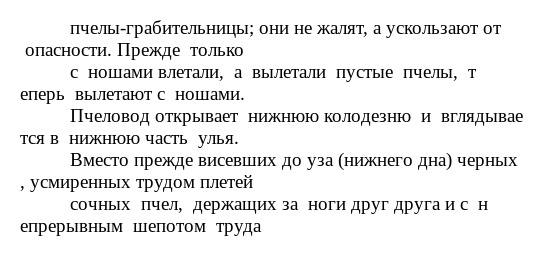 пчелы-грабительницы; они не жалят, а ускользают от
опасности. Прежде только
с ношами влетали, а вылетали пустые пчелы, т
еперь вылетают с ношами.
Пчеловод открывает нижнюю колодезню и вглядывае
тся в нижнюю часть улья.
Вместо прежде висевших до уза (нижнего дна) черных
, усмиренных трудом плетей
сочных пчел, держащих за ноги друг друга и с н
епрерывным шепотом труда